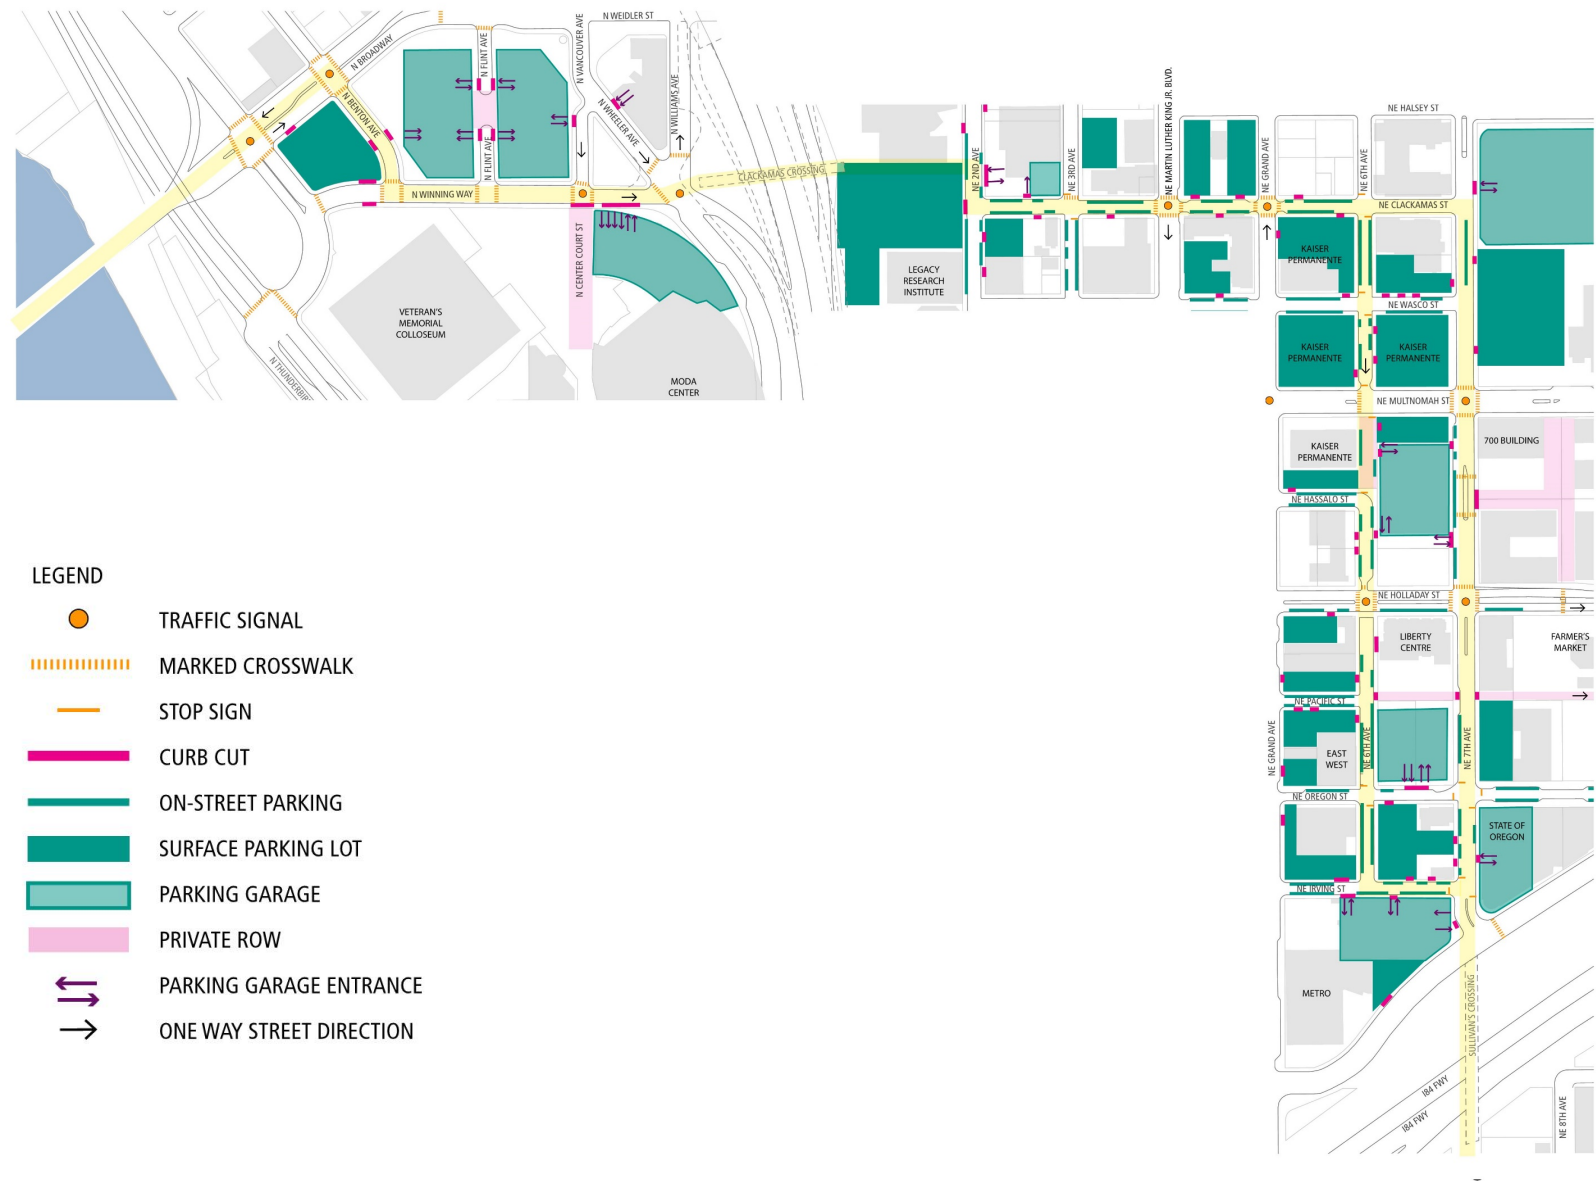 N WEIDLER ST
N BROADWAY
N FLINT AVE
N VANCOUVER AVE
N BENTON AVE
N WHEELER AVE
N WILLIAMS AVE
N FLINT AVE
N WINNING WAY
CLACKAMAS CROSSING
N CENTER COURT ST
VETERAN'S
MEMORIAL
COLLOSEUM
N THUNDERBIR
MODA
CENTER
LEGACY
RESEARCH
INSTITUTE
NE 2ND AVE
NE 3RD AVE
NE MARTIN LUTHER KING JR. BLVD.
NE GRAND AVE
NE 6TH AVE
NE HALSEY ST
NE CLACKAMAS ST
KAISER
PERMANENTE
NE WASCO ST
KAISER
PERMANENTE
KAISER
PERMANENTE
NE MULTNOMAH ST
KAISER
PERMANENTE
700 BUILDING
NE HASSALO ST
NE HOLLADAY ST
LIBERTY
CENTRE
FARMER'S
MARKET
NE PACIFIC ST
NE GRAND AVE
EAST
WEST
NE 6TH AVE
NE 7TH AVE
NE OREGON ST
STATE OF
OREGON
NE IRVING ST
METRO
SULLIVAN'S CROSSING
I84 FWY
I84 FWY
NE 8TH AVE
LEGEND
TRAFFIC SIGNAL
MARKED CROSSWALK
STOP SIGN
CURB CUT
ON-STREET PARKING
SURFACE PARKING LOT
PARKING GARAGE
PRIVATE ROW
PARKING GARAGE ENTRANCE
ONE WAY STREET DIRECTION